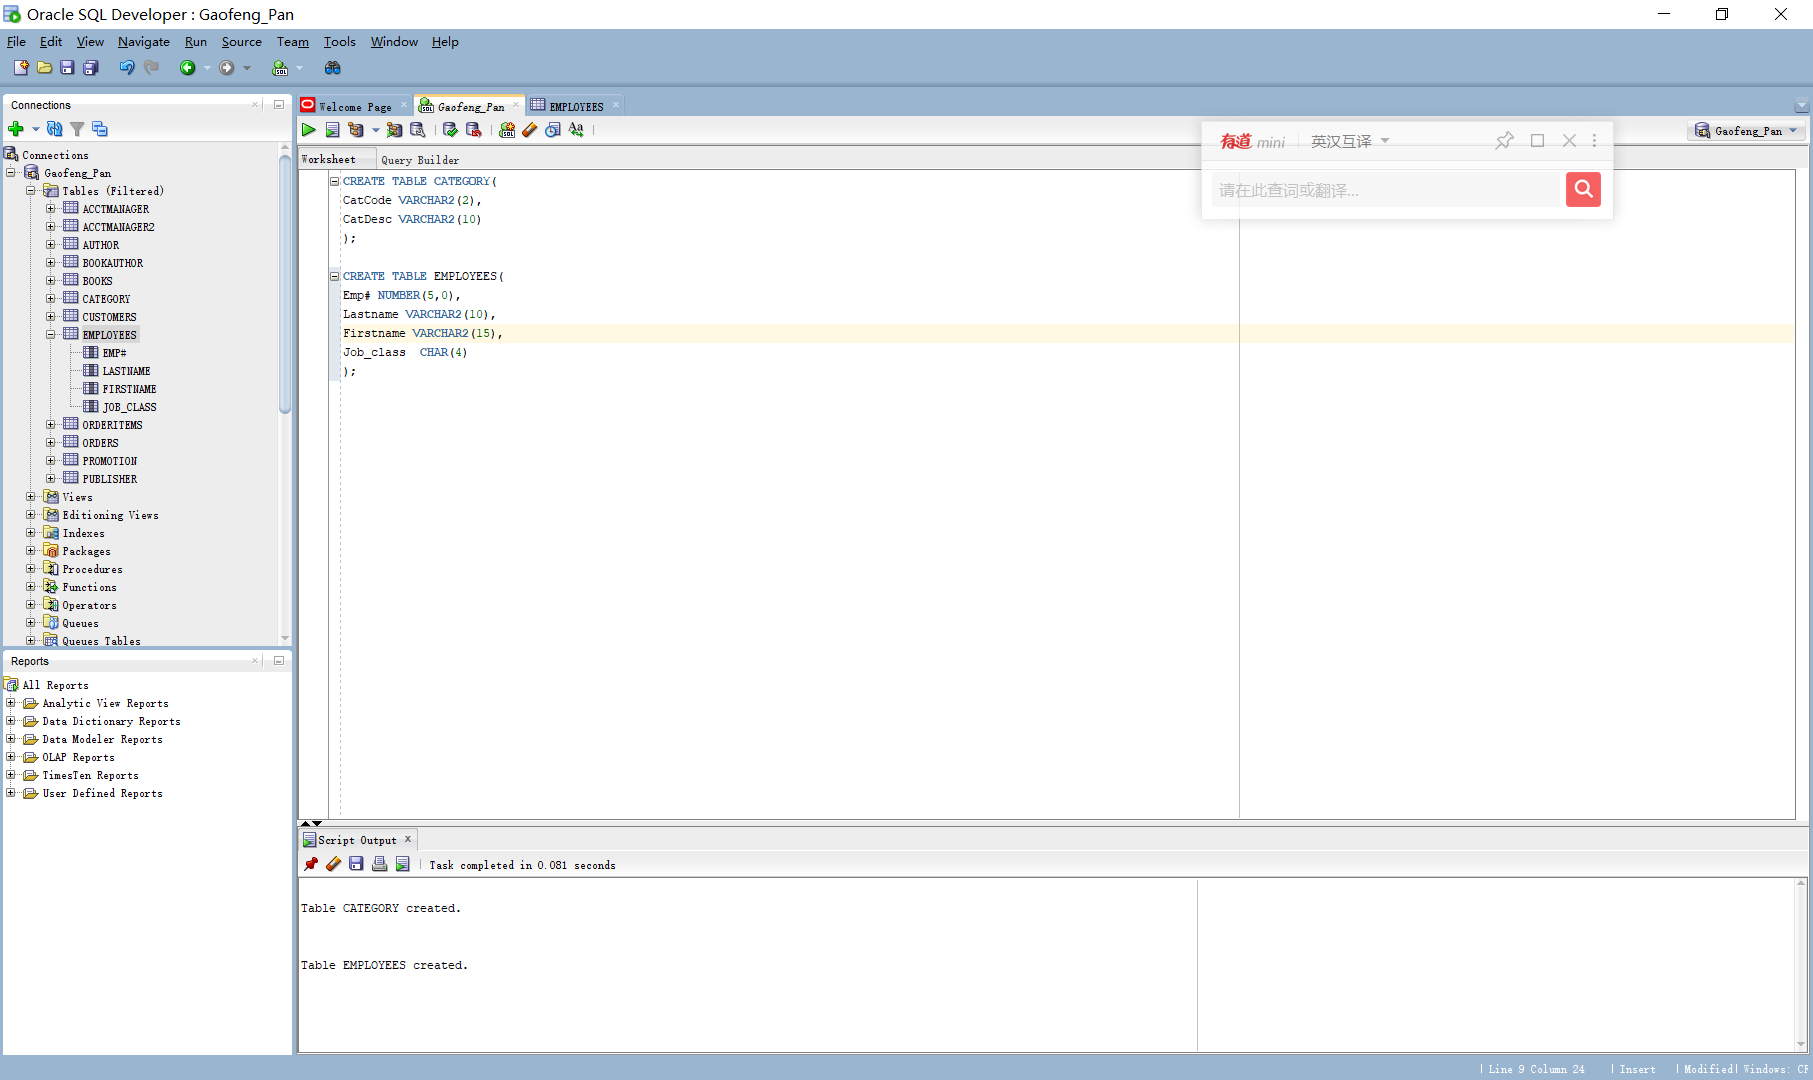 Oracle SQL Developer : Gaofeng_Pan
File Edit View Navigate Run Source Team Tools Window Help
Connections
Connections
Gaofeng_Pan
Tables (Filtered)
ACCTMANAGER
ACCTMANAGER2
AUTHOR
BOOKAUTHOR
BOOKS
CATEGORY
CUSTOMERS
EMPLOYEES
EMP#
LASTNAME
FIRSTNAME
JOB_CLASS
ORDERITEMS
ORDERS
PROMOTION
PUBLISHER
Views
Editioning Views
Indexes
Packages
Procedures
Functions
Operators
Queues
Queues Tables
Reports
All Reports
Analytic View Reports
Data Dictionary Reports
Data Modeler Reports
OLAP Reports
TimesTen Reports
User Defined Reports
Welcome Page Gaofeng_Pan EMPLOYEES
Aa
Gaofeng_Pan
Worksheet Query Builder
有道 mini 英汉互译
请在此查词或翻译...
CREATE TABLE CATEGORY(
CatCode VARCHAR2(2),
CatDesc VARCHAR2(10)
);
CREATE TABLE EMPLOYEES(
Emp# NUMBER(5,0),
Lastname VARCHAR2(10),
Firstname VARCHAR2(15),
Job_class CHAR(4)
);
Script Output
Task completed in 0.081 seconds
Table CATEGORY created.
Table EMPLOYEES created.
Line 9 Column 24 Insert Modified Windows: CF